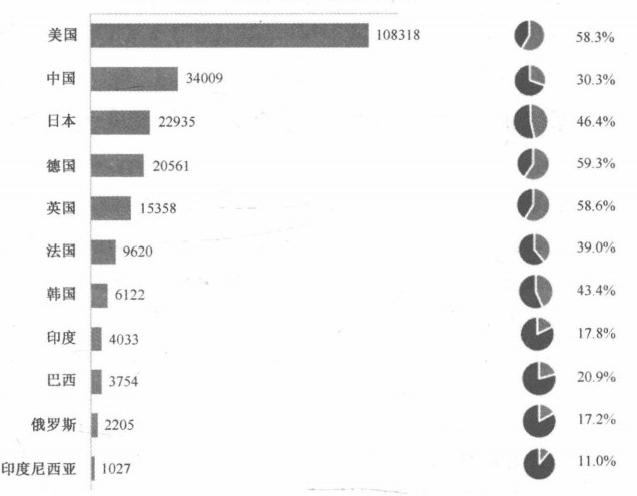 美国 108318 58.3%
中国 34009 30.3%
日本 22935 46.4%
德国 20561 59.3%
英国 15358 58.6%
法国 9620 39.0%
韩国 6122 43.4%
印度 4033 17.8%
巴西 3754 20.9%
俄罗斯 2205 17.2%
印度尼西亚 1027 11.0%